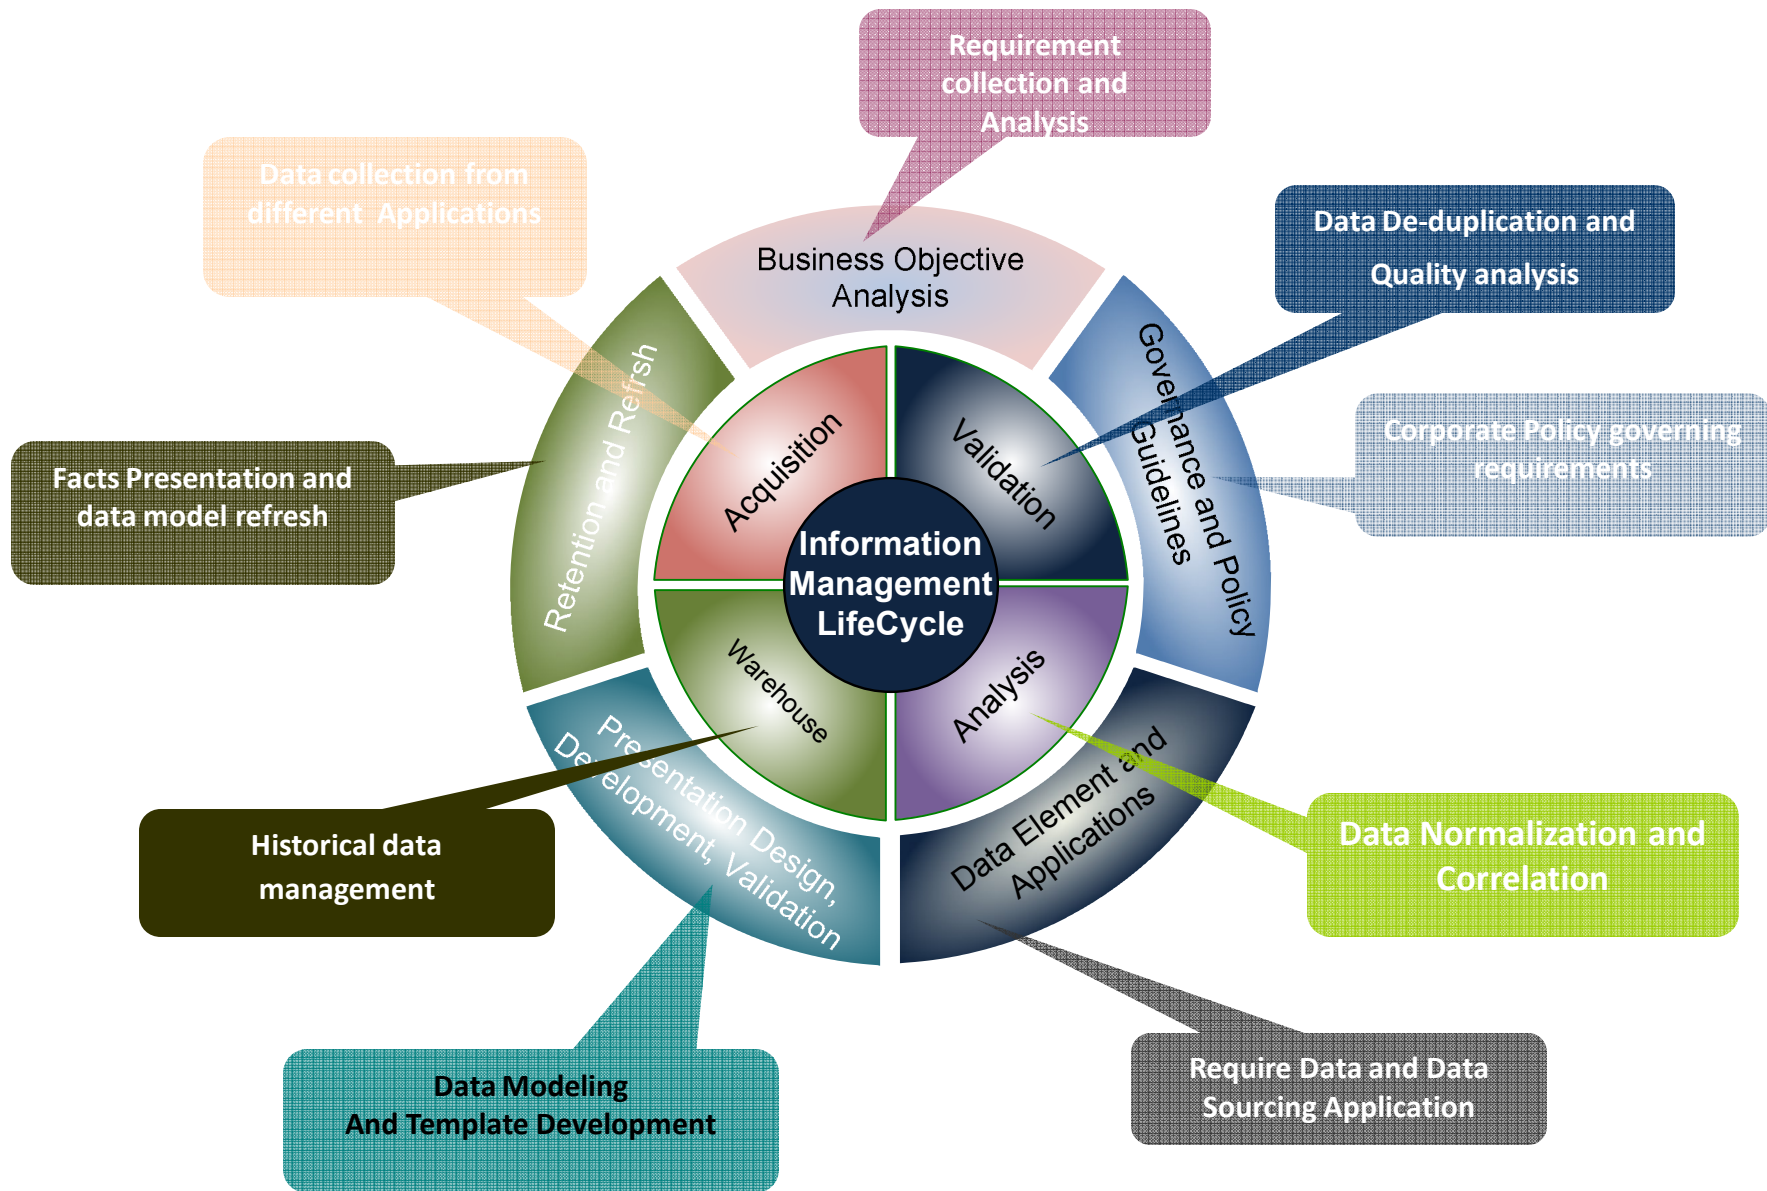 Requirement
collection and
Analysis
Data collection from
different Applications
Data De-duplication and
Quality analysis
Business Objective
Analysis
Governance and Policy
Guidelines
Retention and Refrsh
Corporate Policy governing
requirements
Facts Presentation and
data model refresh
Acquisition
Validation
Information
Management
LifeCycle
Warehouse
Analysis
Presentation Design,
Development, Validation
Data Element and
Applications
Historical data
management
Data Normalization and
Correlation
Data Modeling
And Template Development
Require Data and Data
Sourcing Application